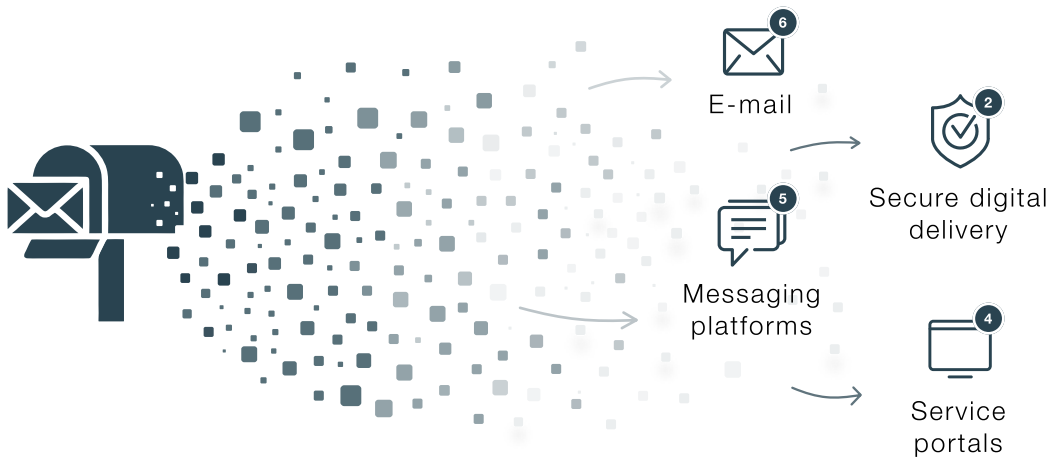 6
E-mail
2
Secure digital
delivery
5
Messaging
platforms
4
Service
portals